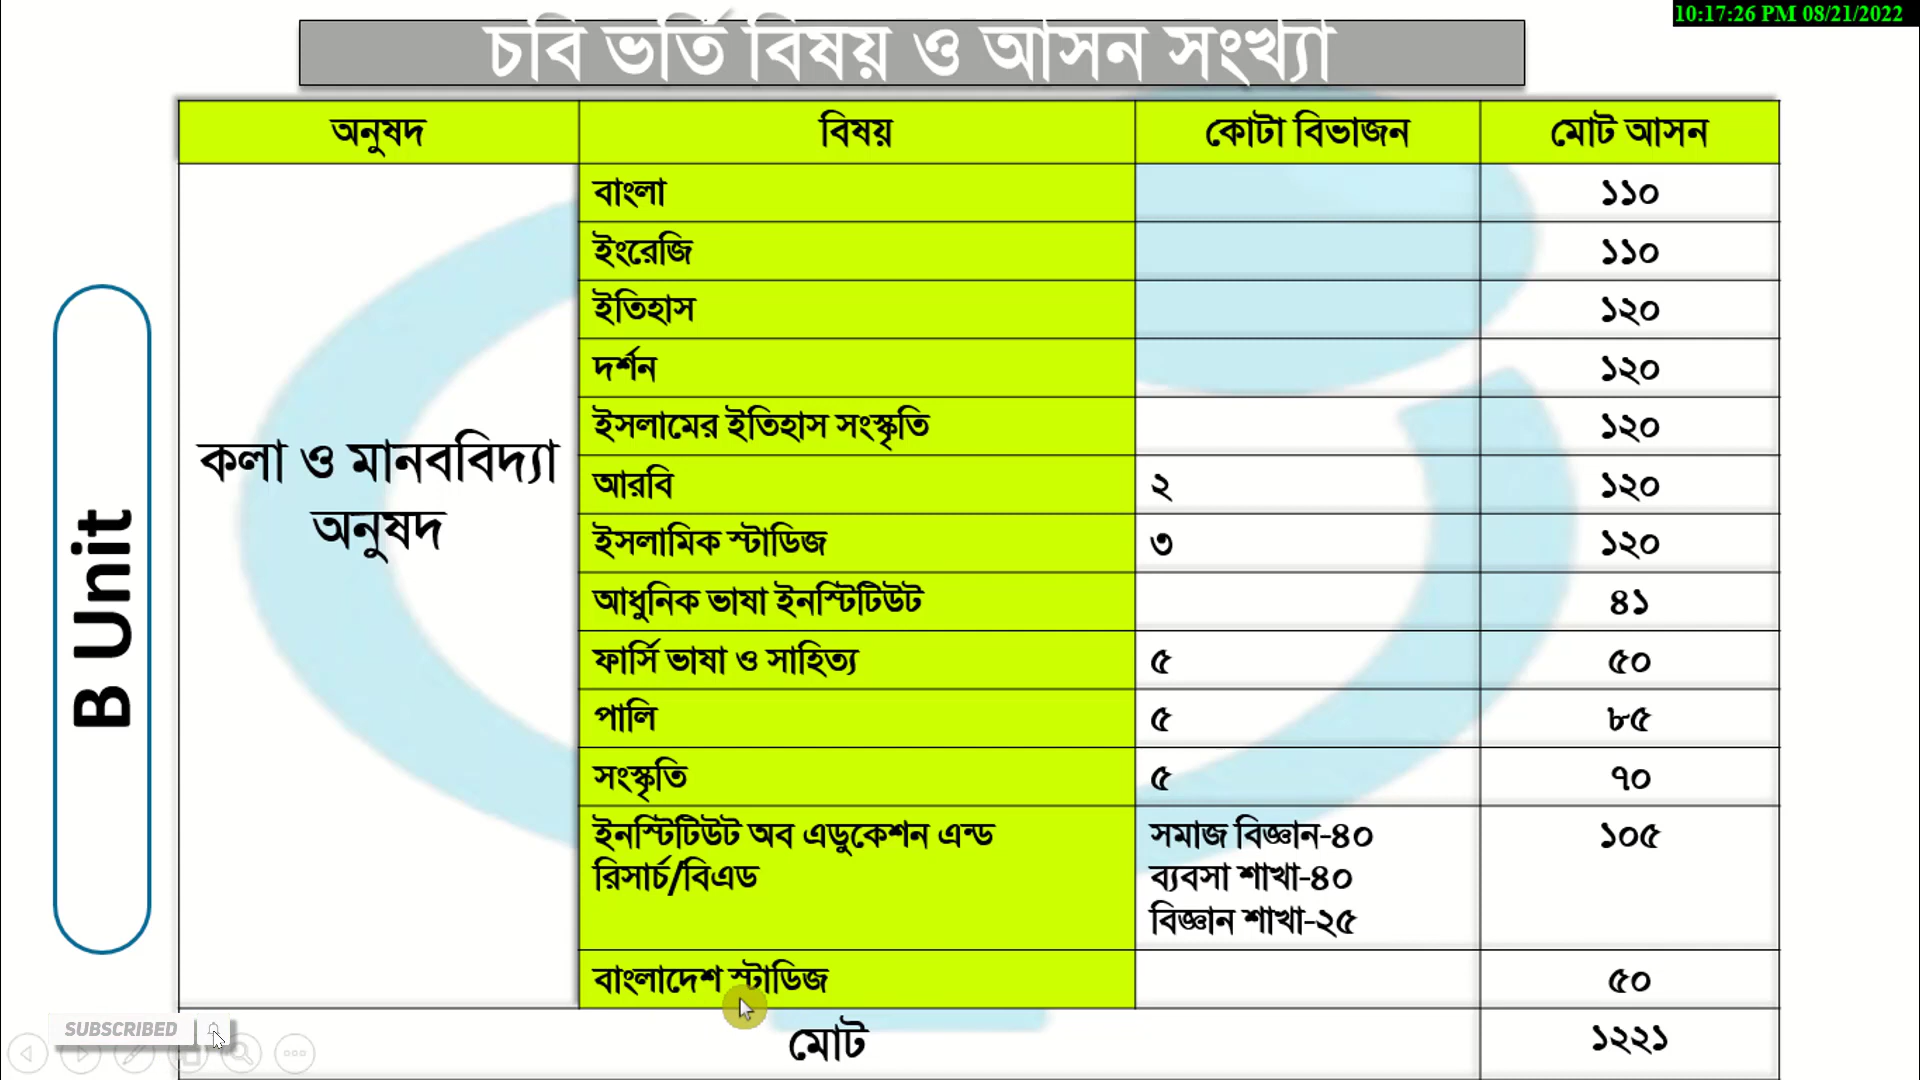 10:17:26 PM 08/21/2022
চবি ভর্তি বিষয় ও আসন সংখ্যা
অনুষদ বিষয় কোটা বিভাজন মোট আসন
বাংলা ১১০
ইংরেজি ১১০
ইতিহাস ১২০
দর্শন ১২০
ইসলামের ইতিহাস সংস্কৃতি ১২০
কলা ও মানববিদ্যা
অনুষদ
আরবি ২ ১২০
ইসলামিক স্টাডিজ ৩ ১২০
আধুনিক ভাষা ইনস্টিটিউট ৪১
ফার্সি ভাষা ও সাহিত্য ৫ ৫০
পালি ৫ ৮৫
সংস্কৃতি ৫ ৭০
ইনস্টিটিউট অব এডুকেশন এন্ড সমাজ বিজ্ঞান-৪০ ১০৫
রিসার্চ/বিএড ব্যবসা শাখা-৪০
বিজ্ঞান শাখা-২৫
বাংলাদেশ স্টাডিজ ৫০
মোট ১২২১
B Unit
SUBSCRIBED